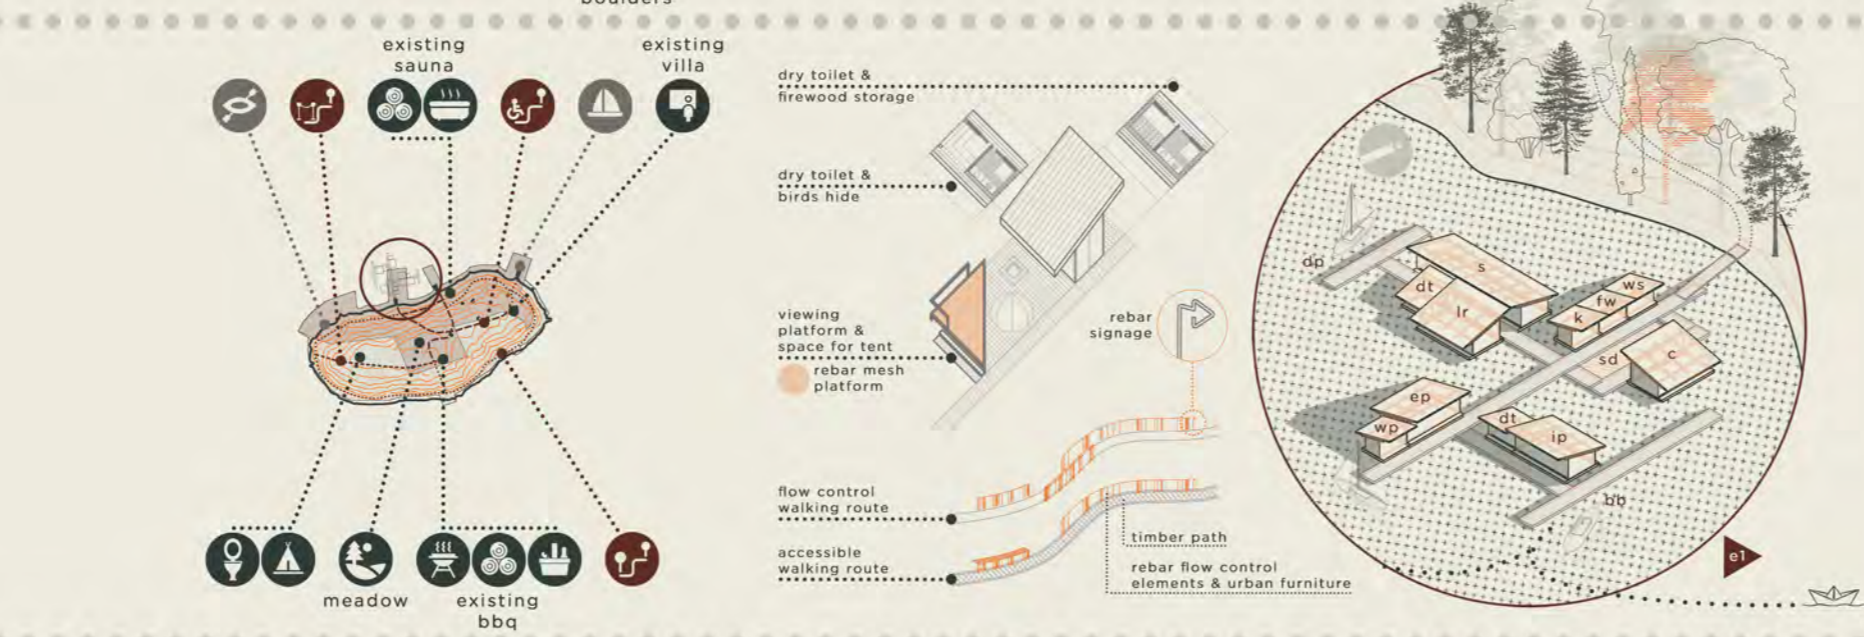 boulders
existing
sauna
existing
villa
meadow
existing
bbq
dry toilet &
firewood storage
dry toilet &
birds hide
viewing
platform &
space for tent
rebar mesh
platform
rebar
signage
flow control
walking route
accessible
walking route
timber path
rebar flow control
elements & urban furniture
dp
s
dt
lr
ws
fw
k
sd
c
ep
wp
dt
ip
bb
e1